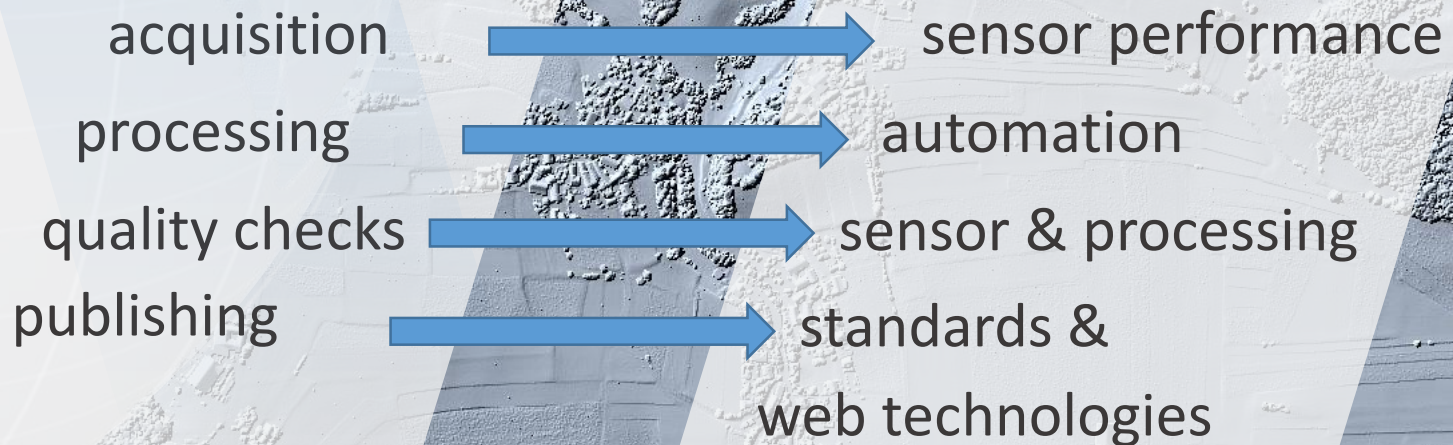 acquisition sensor performance
processing automation
quality checks sensor & processing
publishing standards &
web technologies